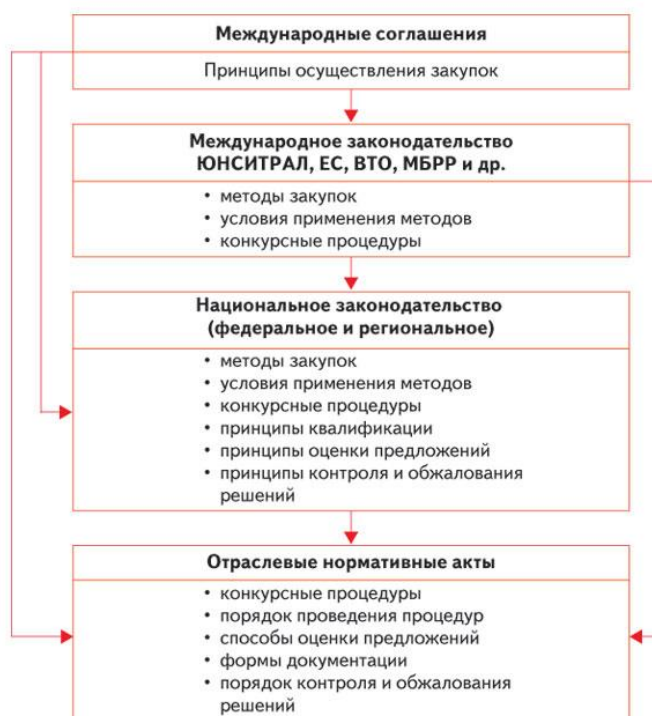 Международные соглашения
Принципы осуществления закупок
Международное законодательство
ЮНСИТРАЛ, ЕС, ВТО, МБРР и др.
• методы закупок
• условия применения методов
• конкурсные процедуры
Национальное законодательство
(федеральное и региональное)
• методы закупок
• условия применения методов
• конкурсные процедуры
• принципы квалификации
• принципы оценки предложений
• принципы контроля и обжалования
решений
Отраслевые нормативные акты
• конкурсные процедуры
• порядок проведения процедур
• способы оценки предложений
• формы документации
• порядок контроля и обжалования
решений